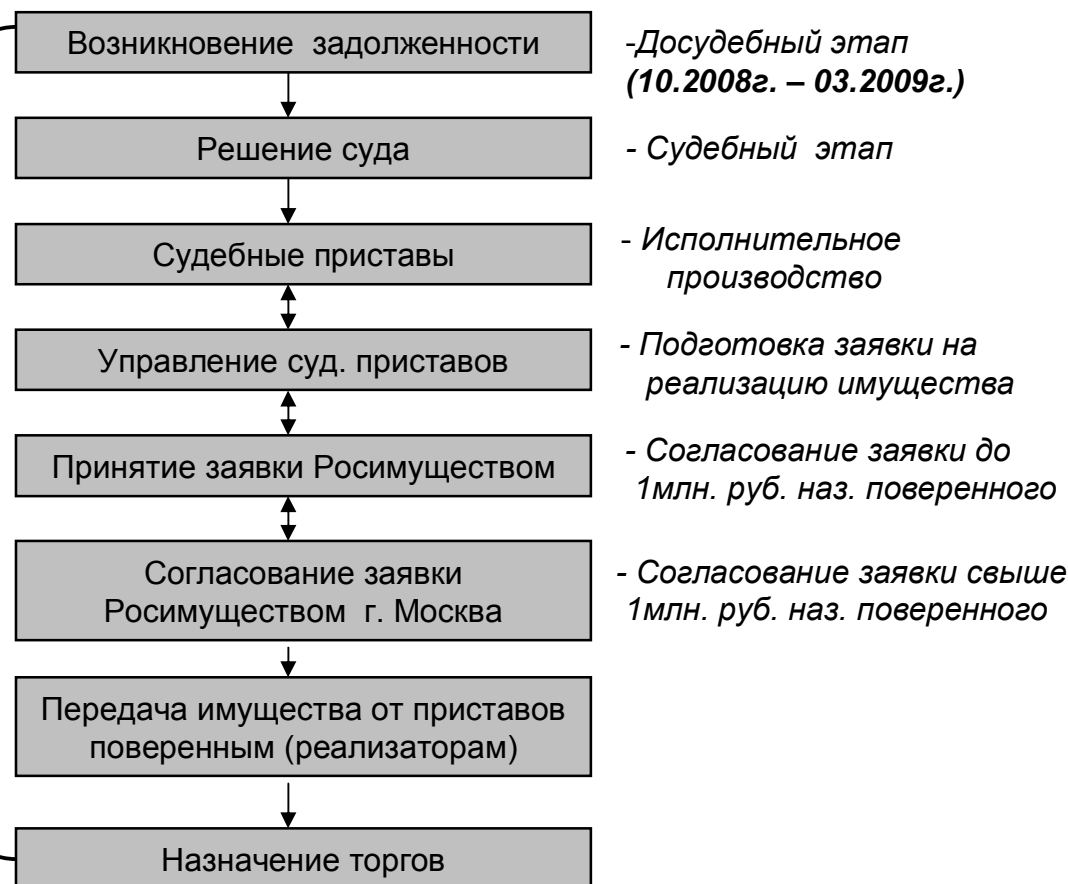 Возникновение задолженности
-Досудебный этап
(10.2008г. – 03.2009г.)
Решение суда
- Судебный этап
Судебные приставы
- Исполнительное
производство
Управление суд. приставов
- Подготовка заявки на
реализацию имущества
Принятие заявки Росимуществом
- Согласование заявки до
1млн. руб. наз. поверенного
Согласование заявки
Росимуществом г. Москва
- Согласование заявки свыше
1млн. руб. наз. поверенного
Передача имущества от приставов
поверенным (реализаторам)
Назначение торгов